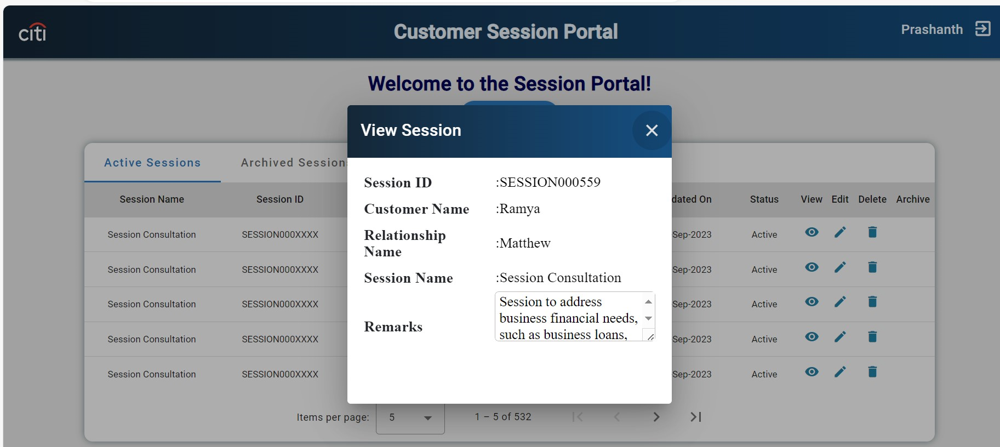 citi
Customer Session Portal
Prashanth
Welcome to the Session Portal!
View Session
Active Sessions
Archived Sessions
Session ID :SESSION000559
Customer Name :Ramya
Relationship
Name
:Matthew
Session Name :Session Consultation
Remarks
Session to address
business financial needs,
such as business loans,
Session Name Session ID dated On Status View Edit Delete Archive
Session Consultation SESSION000XXXX Sep-2023 Active
Session Consultation SESSION000XXXX Sep-2023 Active
Session Consultation SESSION000XXXX Sep-2023 Active
Session Consultation SESSION000XXXX Sep-2023 Active
Session Consultation SESSION000XXXX Sep-2023 Active
Items per page: 5 1 – 5 of 532